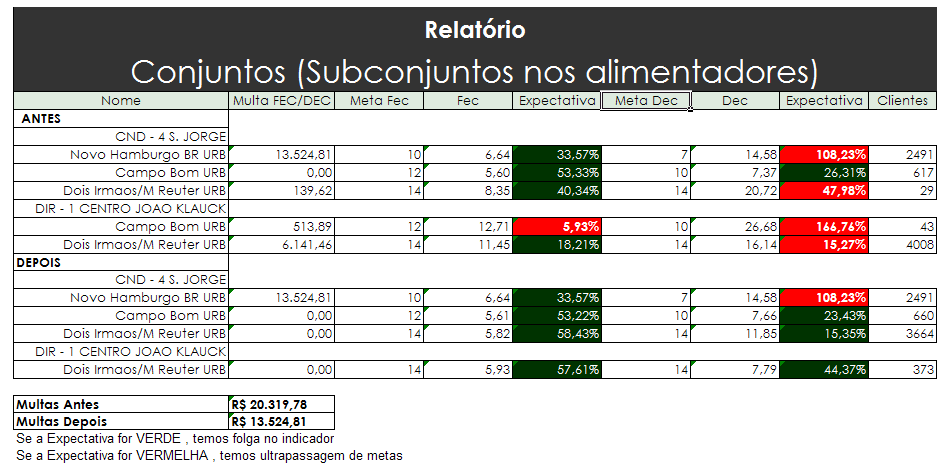 Relatório
Conjuntos (Subconjuntos nos alimentadores)
Nome Multa FEC/DEC Meta Fec Fec Expectativa Meta Dec Dec Expectativa Clientes
ANTES
CND - 4 S. JORGE
Novo Hamburgo BR URB 13.524,81 10 6,64 33,57% 7 14,58 108,23% 2491
Campo Bom URB 0,00 12 5,60 53,33% 10 7,37 26,31% 617
Dois Irmaos/M Reuter URB 139,62 14 8,35 40,34% 14 20,72 47,98% 29
DIR - 1 CENTRO JOAO KLAUCK
Campo Bom URB 513,89 12 12,71 5,93% 10 26,68 166,76% 43
Dois Irmaos/M Reuter URB 6.141,46 14 11,45 18,21% 14 16,14 15,27% 4008
DEPOIS
CND - 4 S. JORGE
Novo Hamburgo BR URB 13.524,81 10 6,64 33,57% 7 14,58 108,23% 2491
Campo Bom URB 0,00 12 5,61 53,22% 10 7,66 23,43% 660
Dois Irmaos/M Reuter URB 0,00 14 5,82 58,43% 14 11,85 15,35% 3664
DIR - 1 CENTRO JOAO KLAUCK
Dois Irmaos/M Reuter URB 0,00 14 5,93 57,61% 14 7,79 44,37% 373
Multas Antes R$ 20.319,78
Multas Depois R$ 13.524,81
Se a Expectativa for VERDE , temos folga no indicador
Se a Expectativa for VERMELHA , temos ultrapassagem de metas